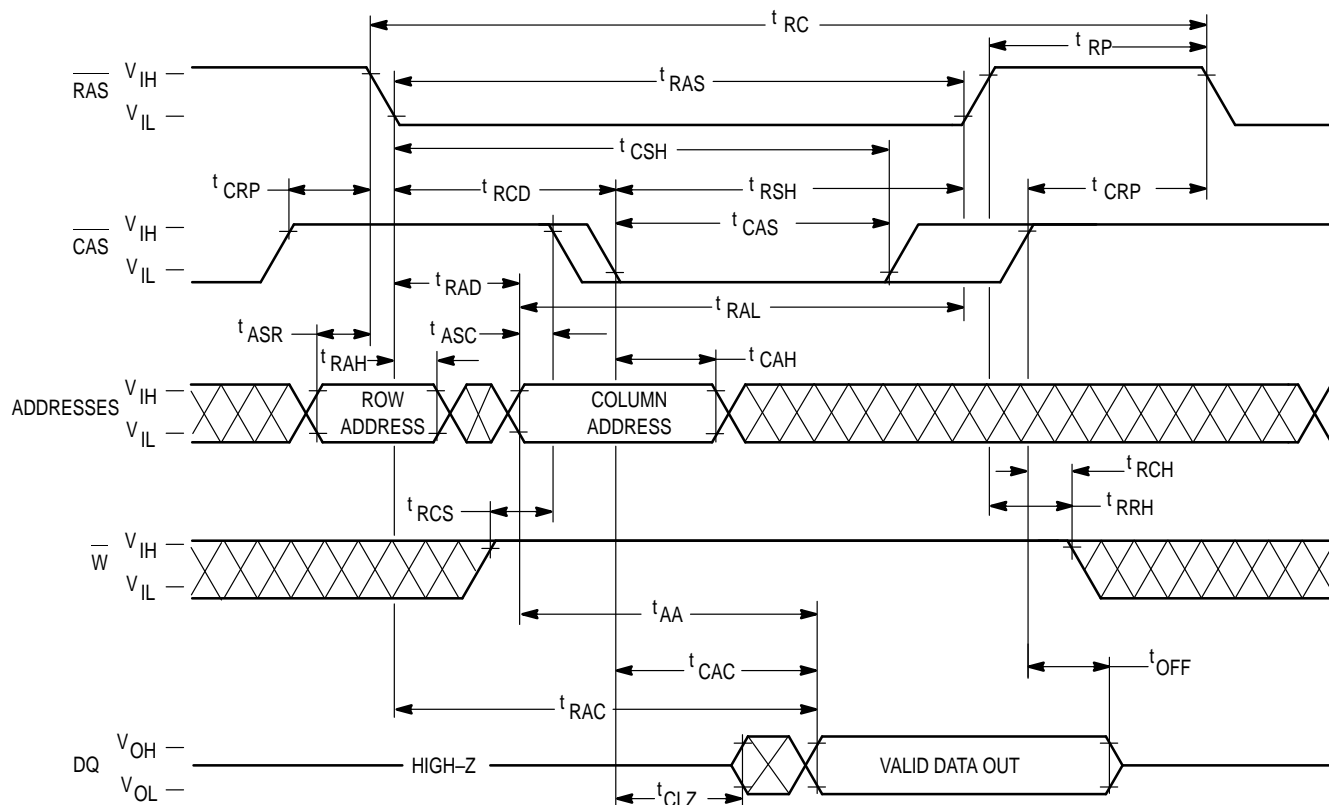 t RC
t RP
RAS V IH
t RAS
V IL
t CSH
t CRP t RCD t RSH t CRP
CAS V IH
t CAS
V IL
t RAD
t RAL
t ASR t ASC
t RAH t CAH
ADDRESSES V IH
ROW ADDRESS
COLUMN ADDRESS
V IL
t RCH
t RCS t RRH
W V IH
V IL
t AA
t CAC t OFF
t RAC
V OH
DQ HIGH–Z VALID DATA OUT
V OL
t CLZ